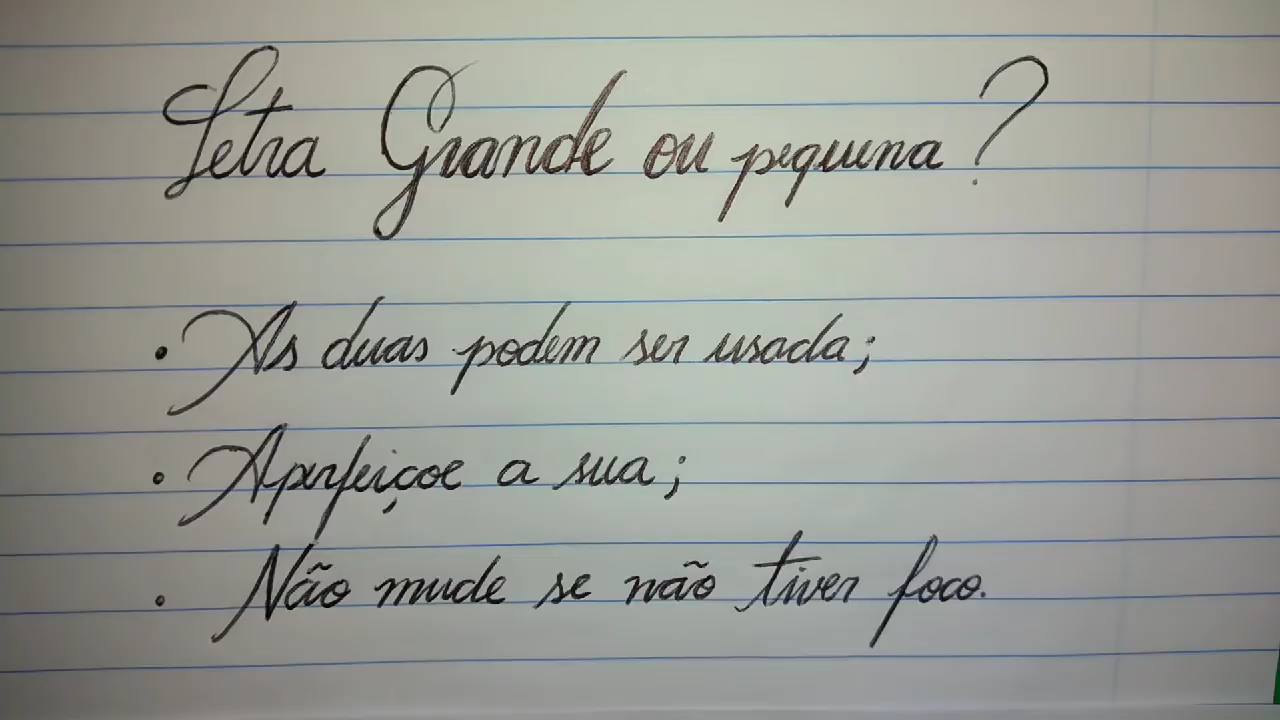 Letra Grande ou pequena?
• As duas podem ser usada;
• Aperfeiçoe a sua;
• Não mude se não tiver foco.